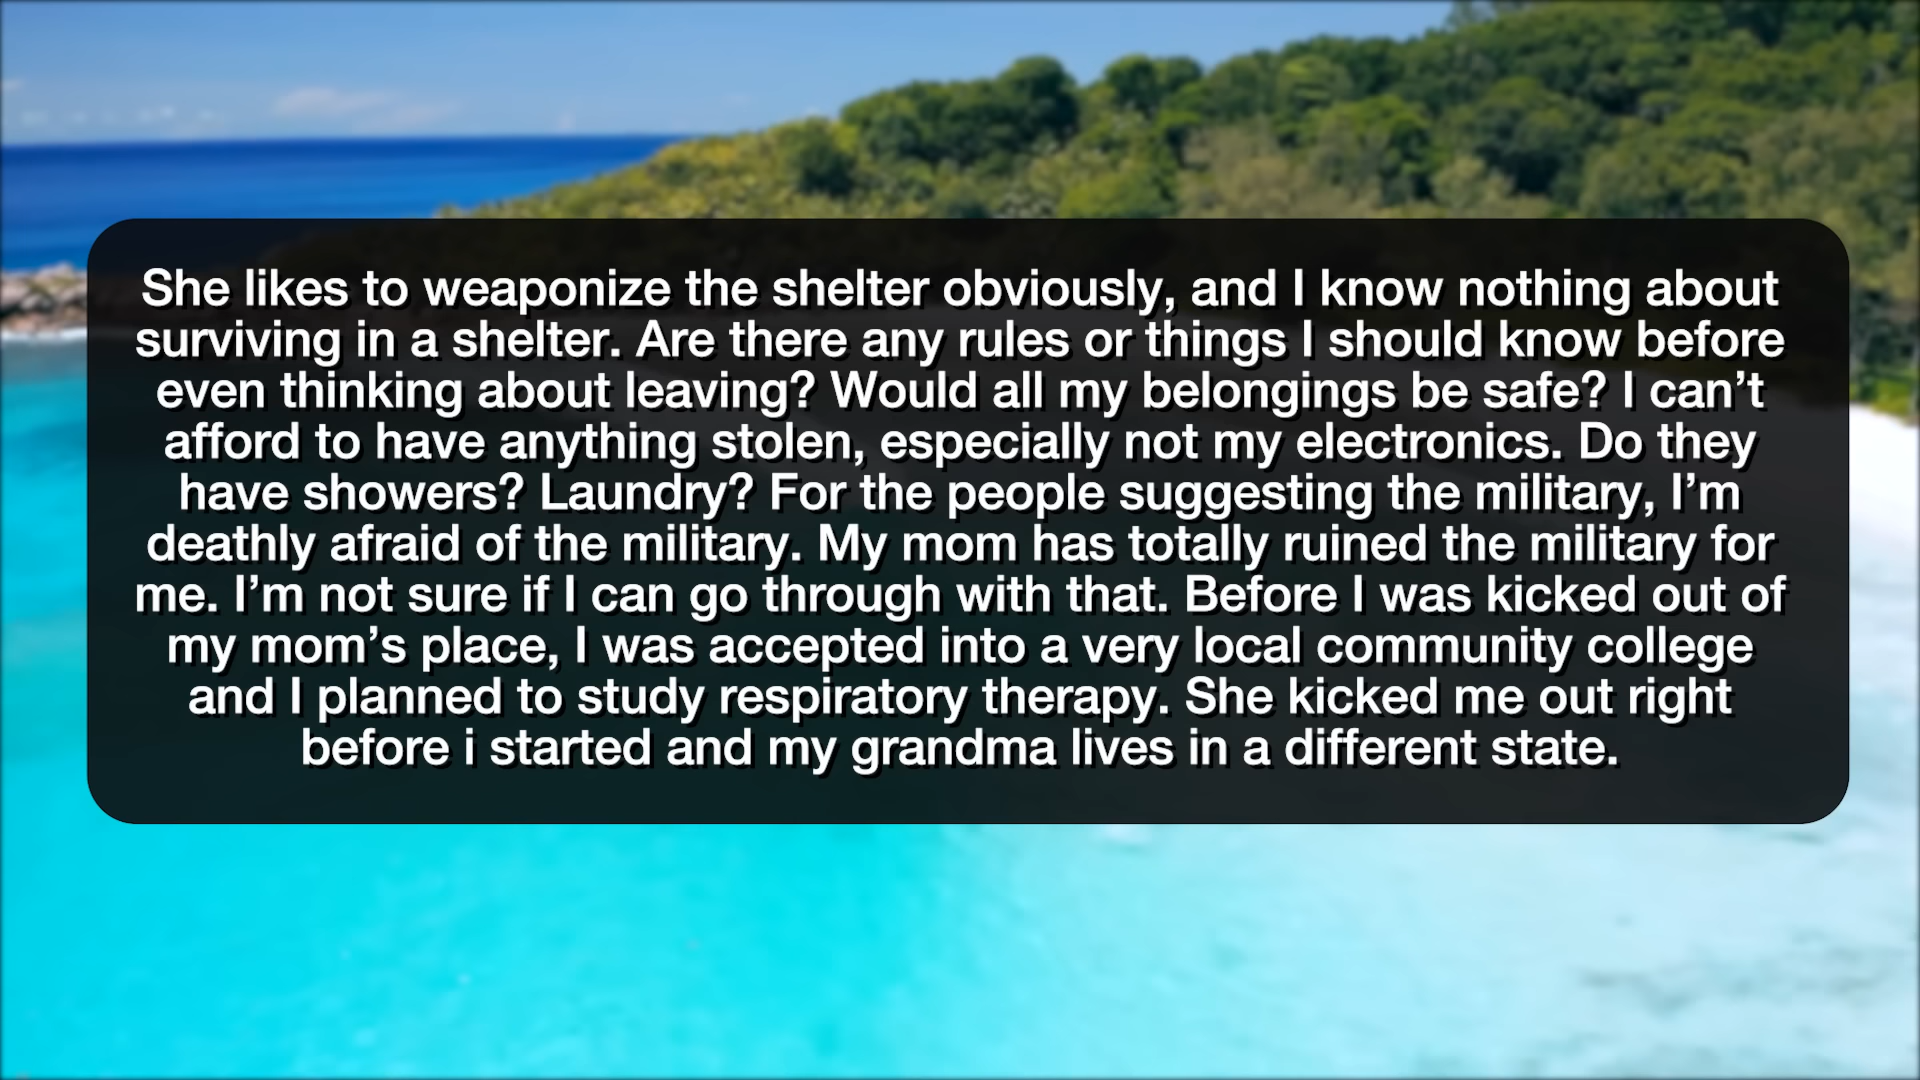 She likes to weaponize the shelter obviously, and I know nothing about
surviving in a shelter. Are there any rules or things I should know before
even thinking about leaving? Would all my belongings be safe? I can’t
afford to have anything stolen, especially not my electronics. Do they
have showers? Laundry? For the people suggesting the military, I’m
deathly afraid of the military. My mom has totally ruined the military for
me. I’m not sure if I can go through with that. Before I was kicked out of
my mom’s place, I was accepted into a very local community college
and I planned to study respiratory therapy. She kicked me out right
before i started and my grandma lives in a different state.